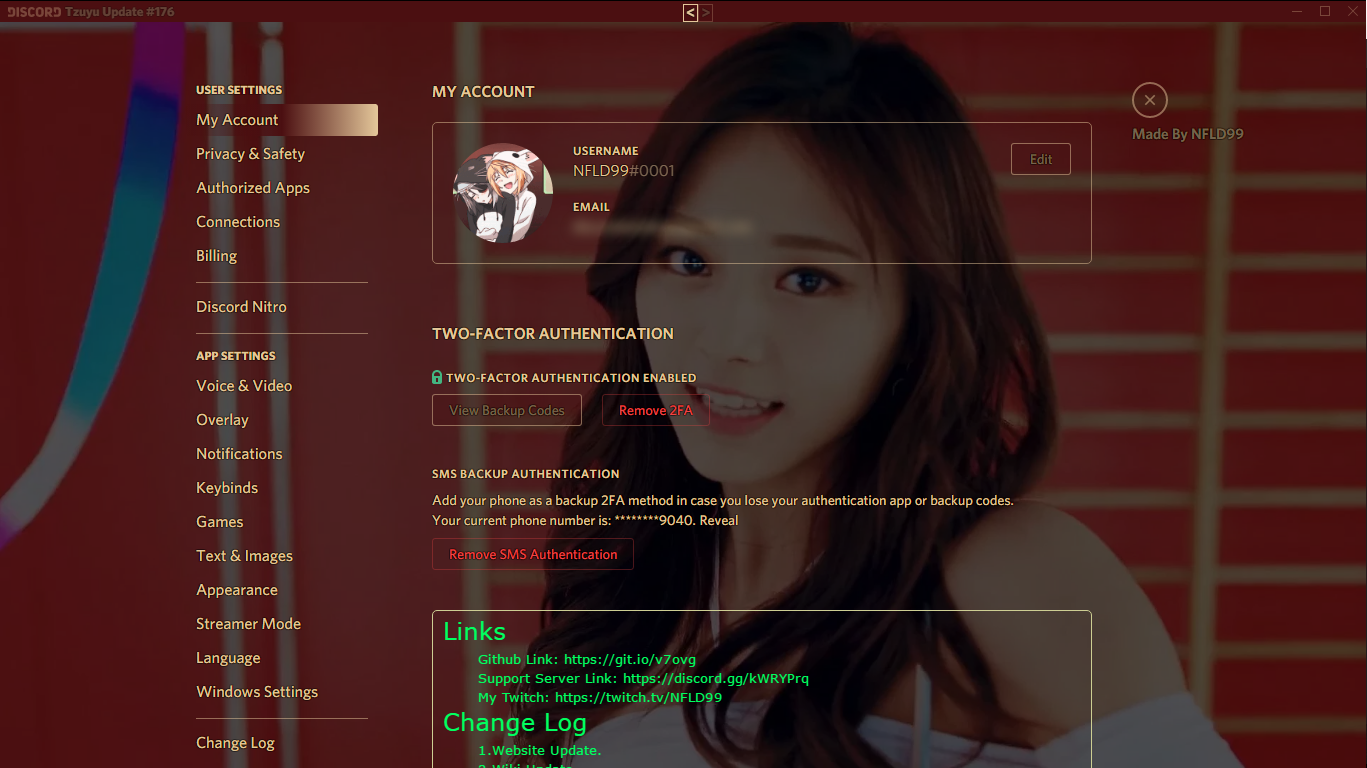 DISCORD Tzuyu Update #176
< >
USER SETTINGS
My Account
Privacy & Safety
Authorized Apps
Connections
Billing
Discord Nitro
APP SETTINGS
Voice & Video
Overlay
Notifications
Keybinds
Games
Text & Images
Appearance
Streamer Mode
Language
Windows Settings
Change Log
MY ACCOUNT
USERNAME
NFLD99#0001
Edit
EMAIL
TWO-FACTOR AUTHENTICATION
TWO-FACTOR AUTHENTICATION ENABLED
View Backup Codes
Remove 2FA
SMS BACKUP AUTHENTICATION
Add your phone as a backup 2FA method in case you lose your authentication app or backup codes.
Your current phone number is: ********9040. Reveal
Remove SMS Authentication
Links
Github Link: https://git.io/v7ovg
Support Server Link: https://discord.gg/kWRYPrq
My Twitch: https://twitch.tv/NFLD99
Change Log
1.Website Update.
2.Wiki Update.
Made By NFLD99